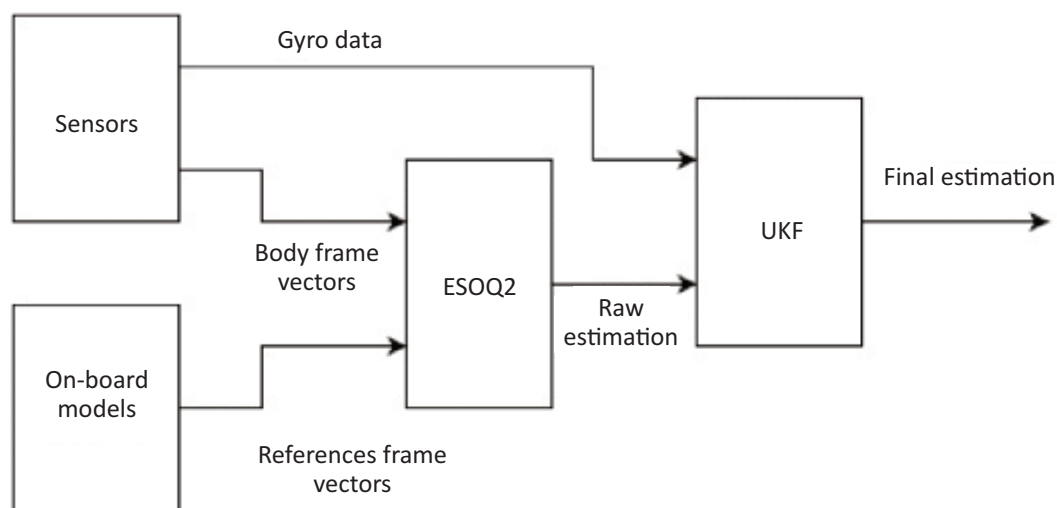 Gyro data
Sensors
Final estimation
UKF
Body frame
vectors
ESOQ2
Raw
estimation
On-board
models
References frame
vectors